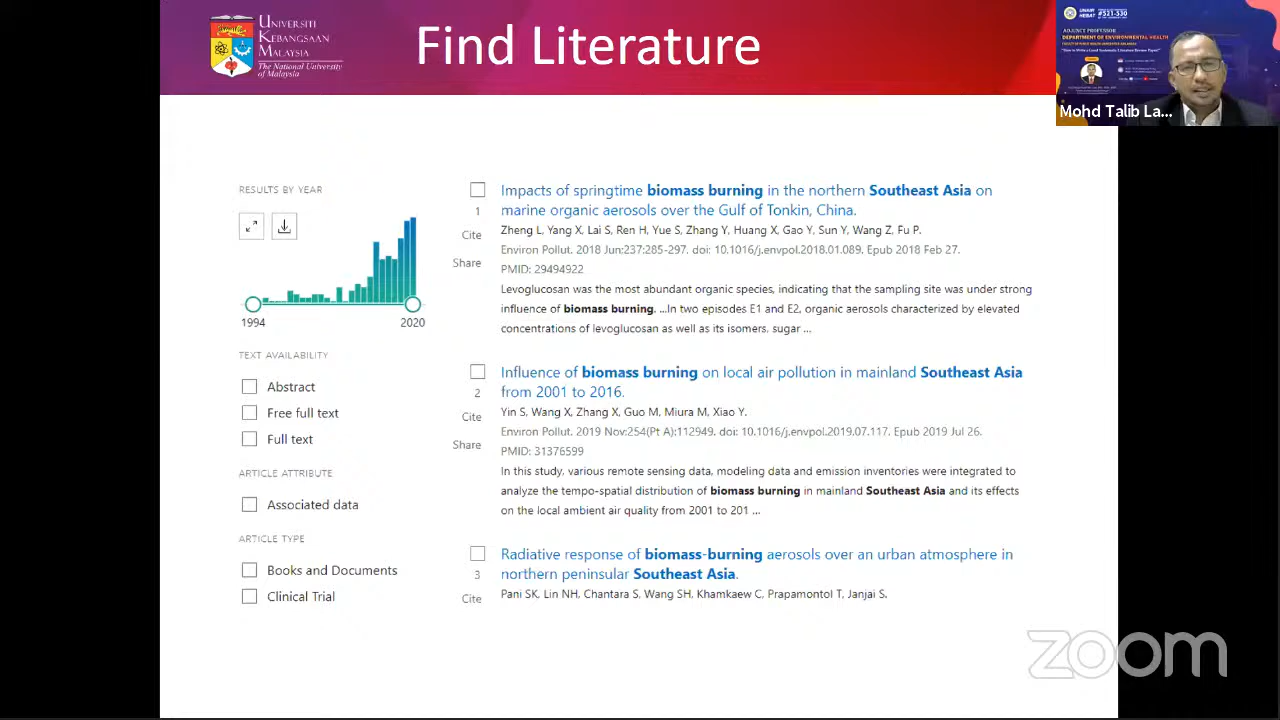 UNIVERSITI
KEBANGSAAN
MALAYSIA
The National University
of Malaysia
Find Literature
UNAIR
HEBAT
#521-530
ADJUNCT PROFESSOR
DEPARTMENT OF ENVIRONMENTAL HEALTH
Mohd Talib La...
RESULTS BY YEAR
1994
2020
TEXT AVAILABILITY
Abstract
Free full text
Full text
ARTICLE ATTRIBUTE
Associated data
ARTICLE TYPE
Books and Documents
Clinical Trial
1
Cite
Share
Impacts of springtime biomass burning in the northern Southeast Asia on
marine organic aerosols over the Gulf of Tonkin, China.
Zheng L, Yang X, Lai S, Ren H, Yue S, Zhang Y, Huang X, Gao Y, Sun Y, Wang Z, Fu P.
Environ Pollut. 2018 Jun:237:285-297. doi: 10.1016/j.envpol.2018.01.089. Epub 2018 Feb 27.
PMID: 29494922
Levoglucosan was the most abundant organic species, indicating that the sampling site was under strong
influence of biomass burning. ...In two episodes E1 and E2, organic aerosols characterized by elevated
concentrations of levoglucosan as well as its isomers, sugar ...
2
Cite
Share
Influence of biomass burning on local air pollution in mainland Southeast Asia
from 2001 to 2016.
Yin S, Wang X, Zhang X, Guo M, Miura M, Xiao Y.
Environ Pollut. 2019 Nov:254(Pt A):112949. doi: 10.1016/j.envpol.2019.07.117. Epub 2019 Jul 26.
PMID: 31376599
In this study, various remote sensing data, modeling data and emission inventories were integrated to
analyze the tempo-spatial distribution of biomass burning in mainland Southeast Asia and its effects
on the local ambient air quality from 2001 to 201 ...
3
Cite
Radiative response of biomass-burning aerosols over an urban atmosphere in
northern peninsular Southeast Asia.
Pani SK, Lin NH, Chantara S, Wang SH, Khamkaew C, Prapamontol T, Janjai S.
zoom